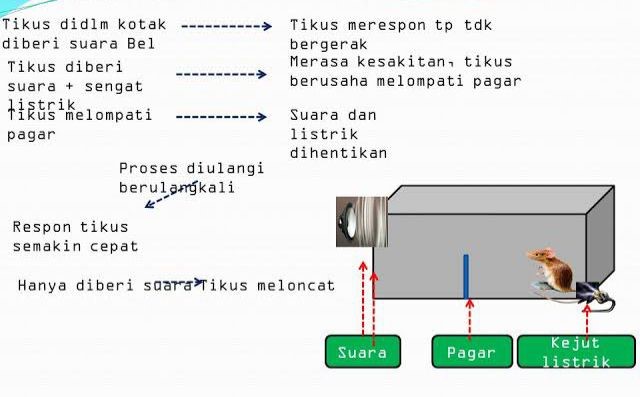 Tikus didlm kotak
diberi suara Bel
Tikus merespon tp tdk
bergerak
Tikus diberi
suara + sengat
listrik
Merasa kesakitan, tikus
berusaha melompati pagar
Tikus melompati
pagar
Suara dan
listrik
dihentikan
Proses diulangi
berulangkali
Respon tikus
semakin cepat
Hanya diberi suara Tikus meloncat
Suara
Pagar
Kejut
listrik